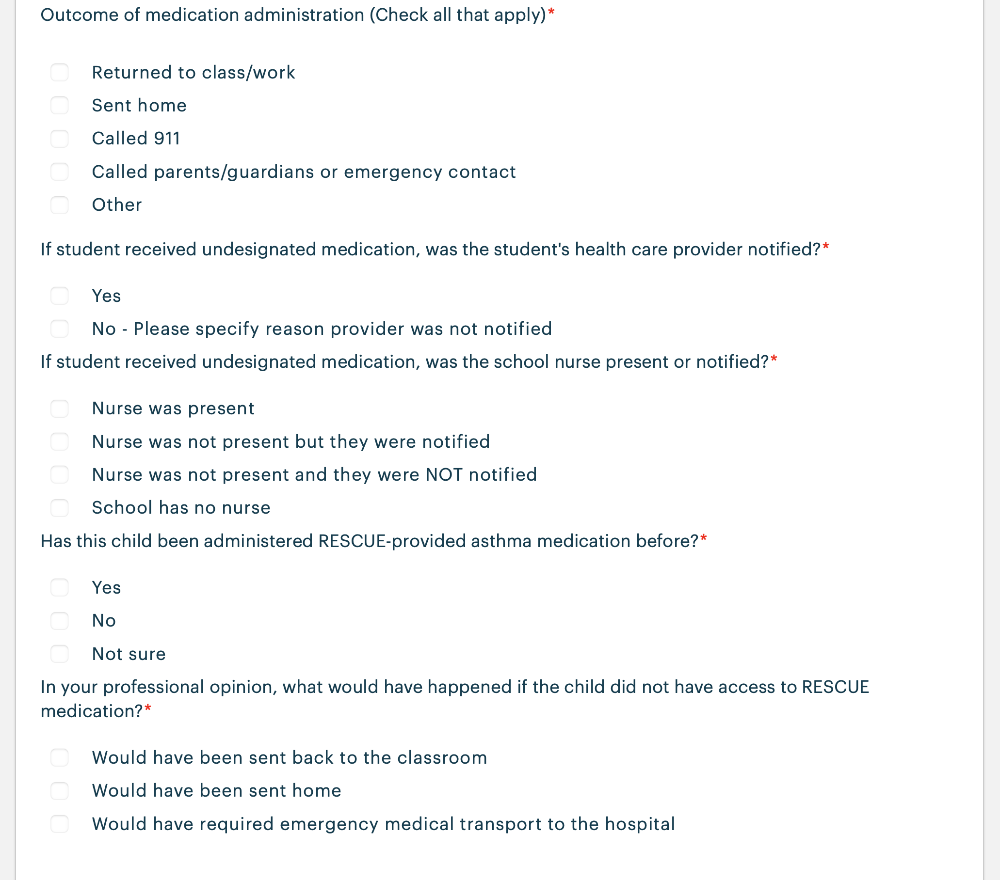 Outcome of medication administration (Check all that apply)*
Returned to class/work
Sent home
Called 911
Called parents/guardians or emergency contact
Other
If student received undesignated medication, was the student's health care provider notified?*
Yes
No - Please specify reason provider was not notified
If student received undesignated medication, was the school nurse present or notified?*
Nurse was present
Nurse was not present but they were notified
Nurse was not present and they were NOT notified
School has no nurse
Has this child been administered RESCUE-provided asthma medication before?*
Yes
No
Not sure
In your professional opinion, what would have happened if the child did not have access to RESCUE
medication?*
Would have been sent back to the classroom
Would have been sent home
Would have required emergency medical transport to the hospital